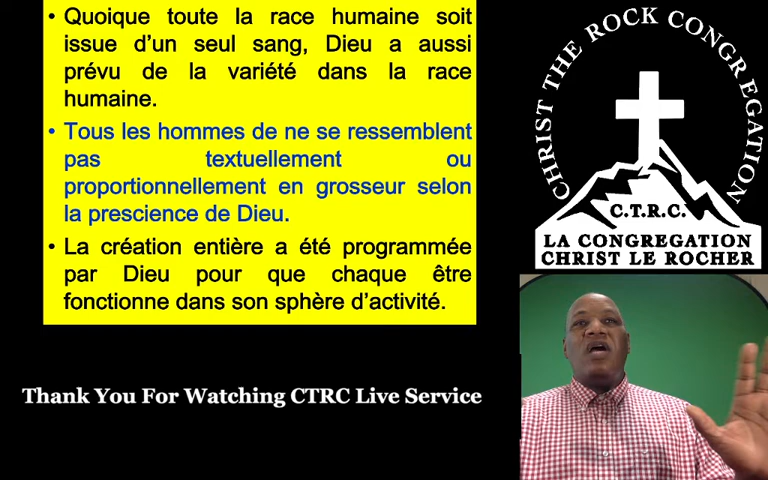 • Quoique toute la race humaine soit
issue d'un seul sang, Dieu a aussi
prévu de la variété dans la race
humaine.
• Tous les hommes de ne se ressemblent
pas textuellement ou
proportionnellement en grosseur selon
la prescience de Dieu.
• La création entière a été programmée
par Dieu pour que chaque être
fonctionne dans son sphère d'activité.
Thank You For Watching CTRC Live Service
CHRIST THE ROCK CONGREGATION
C.T.R.C.
LA CONGREGATION
CHRIST LE ROCHER